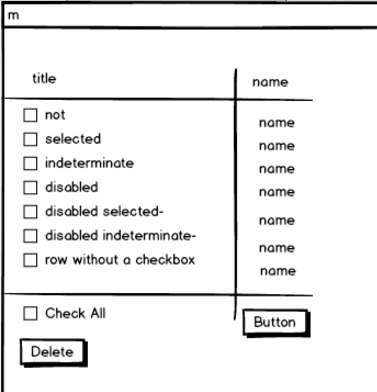 m
title name
not name
selected name
indeterminate name
disabled name
disabled selected- name
disabled indeterminate- name
row without a checkbox name
Check All Button
Delete